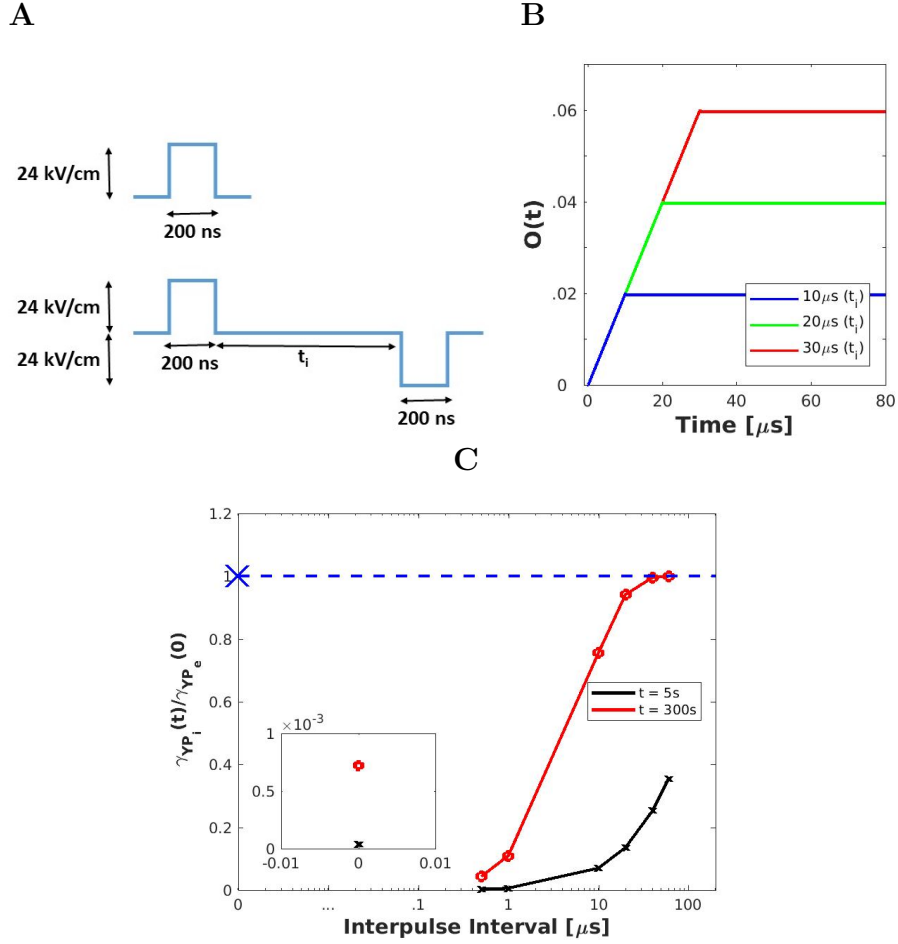 A
24 kV/cm
200 ns
24 kV/cm
24 kV/cm
200 ns
t_i
200 ns
B
O(t)
.06
.04
.02
0
10μs (t_i)
20μs (t_i)
30μs (t_i)
0 20 40 60 80
Time [μs]
C
γ_YP_i(t)/γ_YP_e(0)
1.2
1
0.8
0.6
0.4
0.2
0
t = 5s
t = 300s
1 ×10^-3
0.5
0
-0.01 0 0.01
0 ... .1 1 10 100
Interpulse Interval [μs]